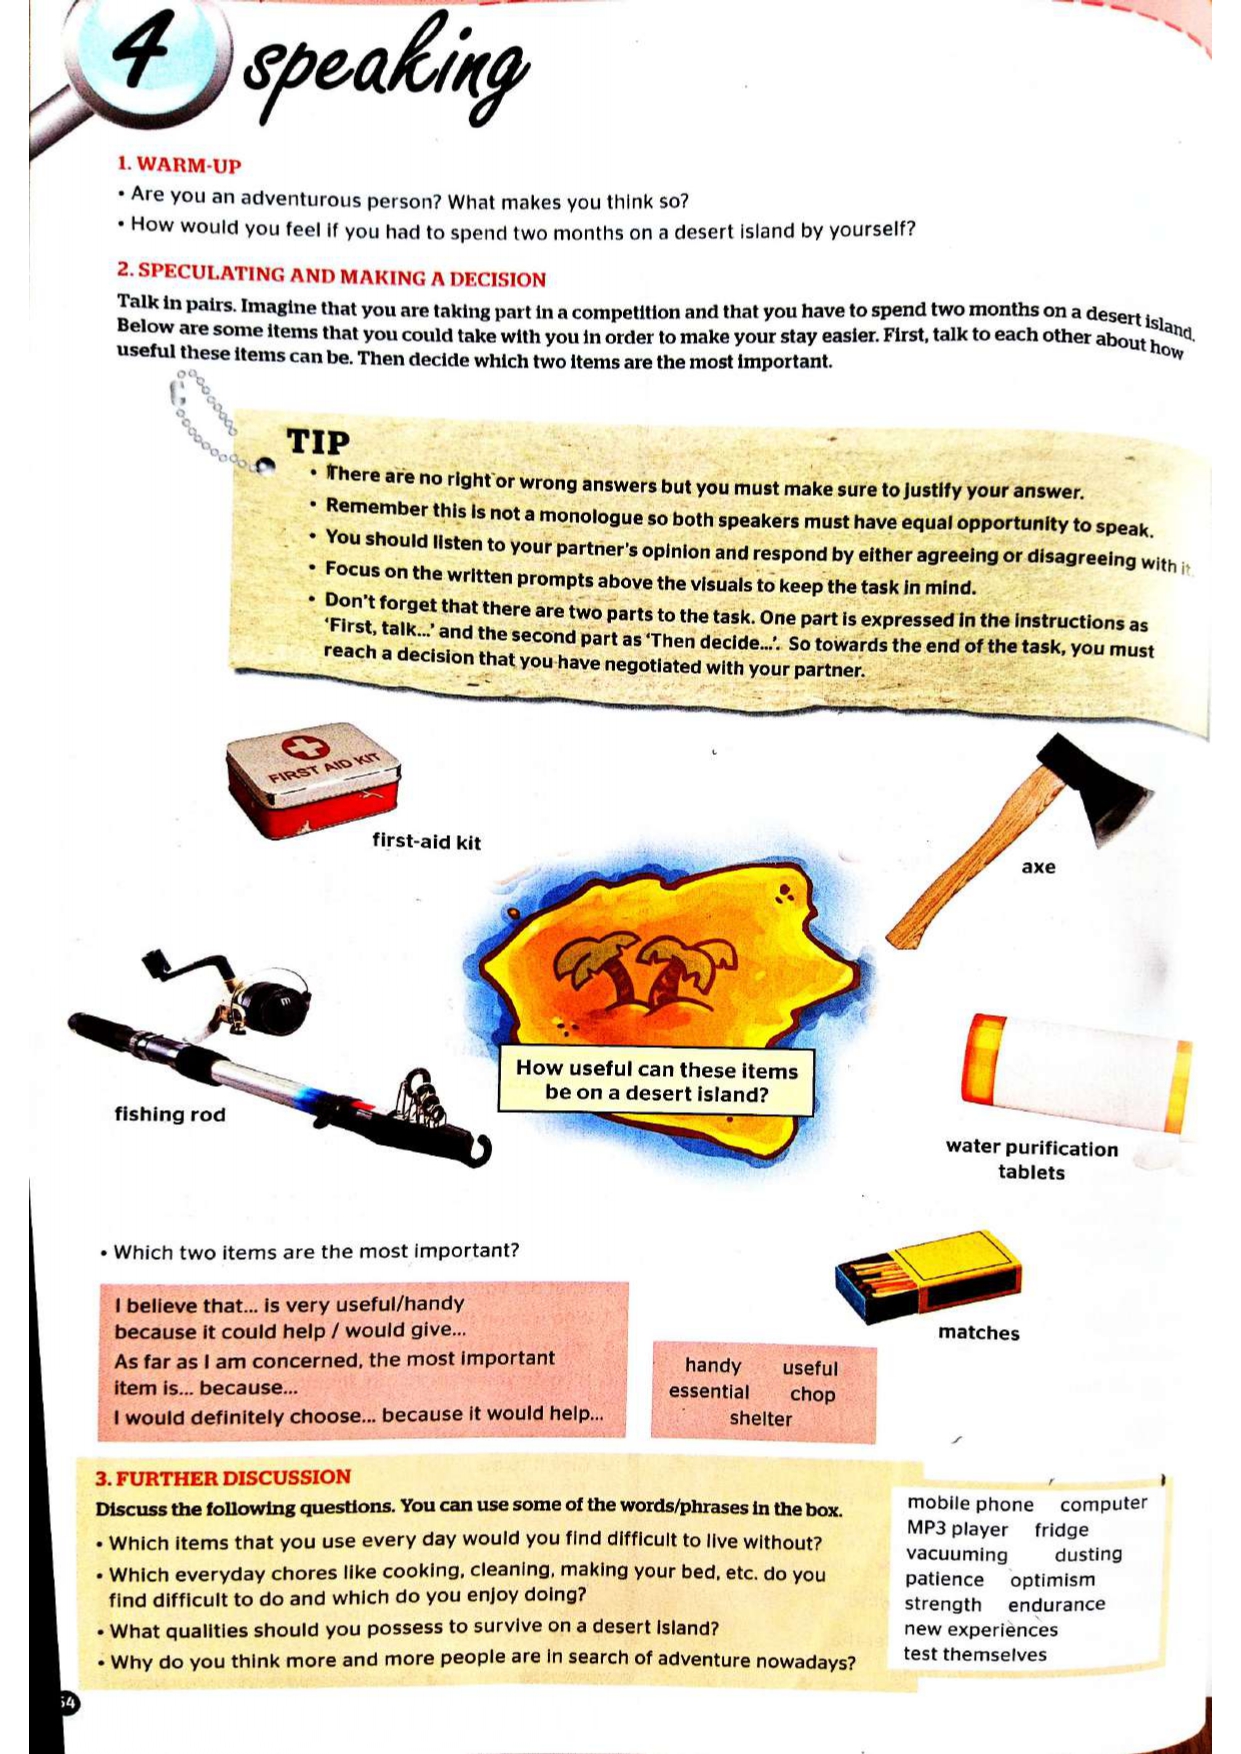 4 speaking
1. WARM-UP
• Are you an adventurous person? What makes you think so?
• How would you feel if you had to spend two months on a desert island by yourself?
2. SPECULATING AND MAKING A DECISION
Talk in pairs. Imagine that you are taking part in a competition and that you have to spend two months on a desert island.
Below are some items that you could take with you in order to make your stay easier. First, talk to each other about how
useful these items can be. Then decide which two items are the most important.
TIP
• There are no right or wrong answers but you must make sure to justify your answer.
• Remember this is not a monologue so both speakers must have equal opportunity to speak.
• You should listen to your partner's opinion and respond by either agreeing or disagreeing with it.
• Focus on the written prompts above the visuals to keep the task in mind.
• Don't forget that there are two parts to the task. One part is expressed in the instructions as
'First, talk...' and the second part as 'Then decide...'. So towards the end of the task, you must
reach a decision that you have negotiated with your partner.
FIRST AID KIT
first-aid kit
axe
How useful can these items
be on a desert island?
fishing rod
water purification
tablets
• Which two items are the most important?
matches
I believe that... is very useful/handy
because it could help / would give...
As far as I am concerned, the most important
item is... because...
I would definitely choose... because it would help...
handy useful
essential chop
shelter
3. FURTHER DISCUSSION
Discuss the following questions. You can use some of the words/phrases in the box.
• Which items that you use every day would you find difficult to live without?
• Which everyday chores like cooking, cleaning, making your bed, etc. do you
find difficult to do and which do you enjoy doing?
• What qualities should you possess to survive on a desert island?
• Why do you think more and more people are in search of adventure nowadays?
mobile phone computer
MP3 player fridge
vacuuming dusting
patience optimism
strength endurance
new experiences
test themselves
54